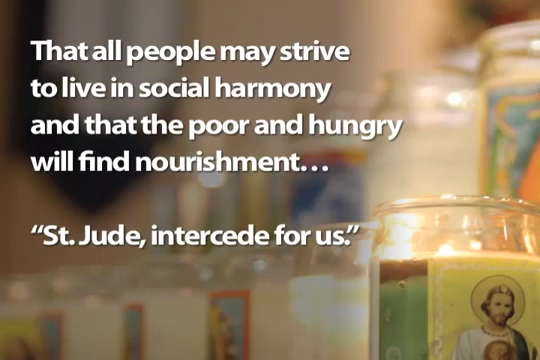 That all people may strive
to live in social harmony
and that the poor and hungry
will find nourishment…
“St. Jude, intercede for us.”